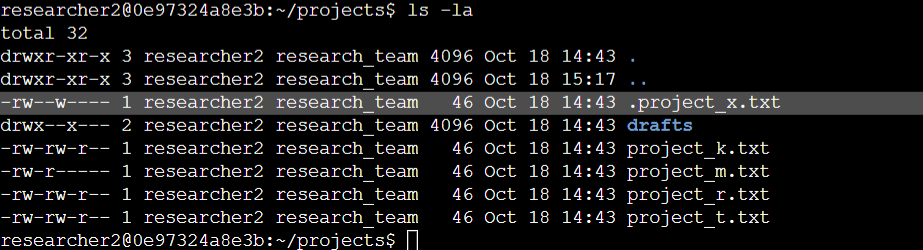 researcher2@0e97324a8e3b:~/projects$ ls -la
total 32
drwxr-xr-x 3 researcher2 research_team 4096 Oct 18 14:43 .
drwxr-xr-x 3 researcher2 research_team 4096 Oct 18 15:17 ..
-rw--w---- 1 researcher2 research_team   46 Oct 18 14:43 .project_x.txt
drwx--x--- 2 researcher2 research_team 4096 Oct 18 14:43 drafts
-rw-rw-r-- 1 researcher2 research_team   46 Oct 18 14:43 project_k.txt
-rw-r----- 1 researcher2 research_team   46 Oct 18 14:43 project_m.txt
-rw-rw-r-- 1 researcher2 research_team   46 Oct 18 14:43 project_r.txt
-rw-rw-r-- 1 researcher2 research_team   46 Oct 18 14:43 project_t.txt
researcher2@0e97324a8e3b:~/projects$